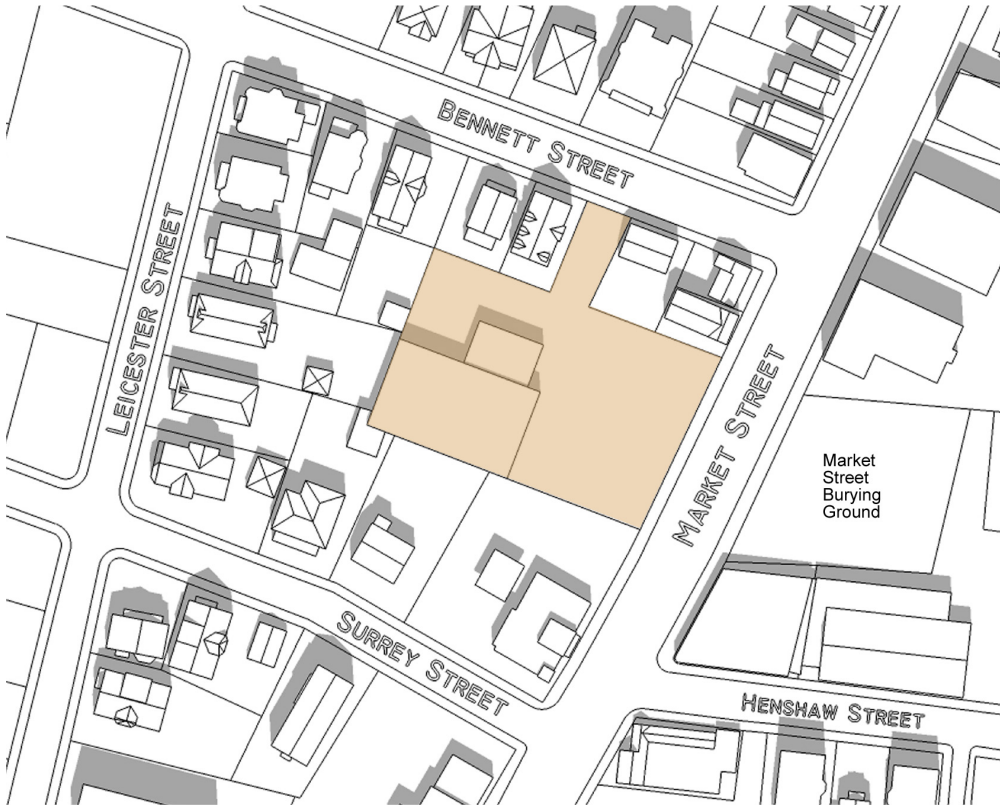 BENNETT STREET
LEICESTER STREET
MARKET STREET
Market
Street
Burying
Ground
SURREY STREET
HENSHAW STREET